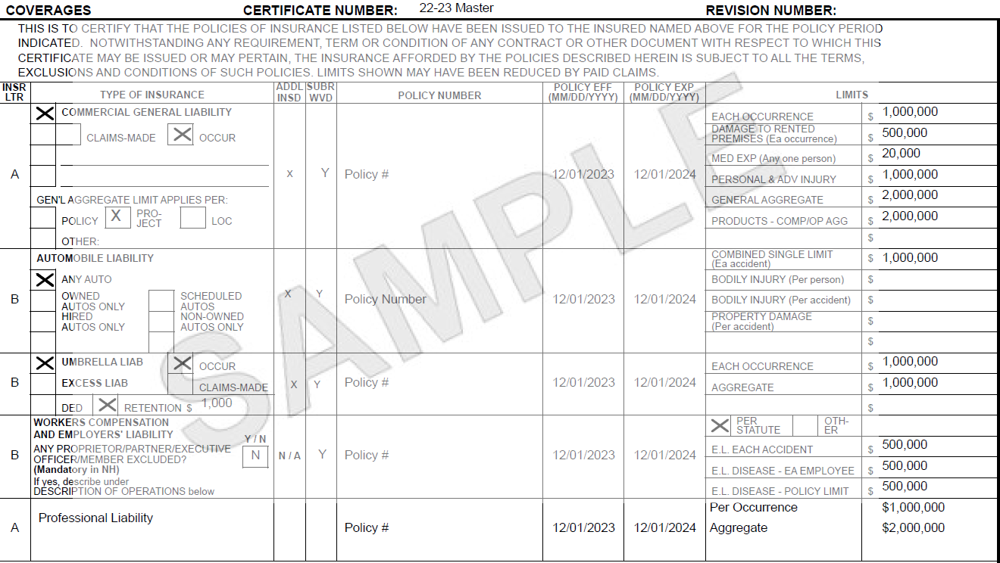 COVERAGES CERTIFICATE NUMBER: 22-23 Master REVISION NUMBER:
THIS IS TO CERTIFY THAT THE POLICIES OF INSURANCE LISTED BELOW HAVE BEEN ISSUED TO THE INSURED NAMED ABOVE FOR THE POLICY PERIOD
INDICATED. NOTWITHSTANDING ANY REQUIREMENT, TERM OR CONDITION OF ANY CONTRACT OR OTHER DOCUMENT WITH RESPECT TO WHICH THIS
CERTIFICATE MAY BE ISSUED OR MAY PERTAIN, THE INSURANCE AFFORDED BY THE POLICIES DESCRIBED HEREIN IS SUBJECT TO ALL THE TERMS,
EXCLUSIONS AND CONDITIONS OF SUCH POLICIES. LIMITS SHOWN MAY HAVE BEEN REDUCED BY PAID CLAIMS.
INSR LTR TYPE OF INSURANCE ADDL INSD SUBR WVD POLICY NUMBER POLICY EFF (MM/DD/YYYY) POLICY EXP (MM/DD/YYYY) LIMITS
A
X COMMERCIAL GENERAL LIABILITY
CLAIMS-MADE X OCCUR
GEN'L AGGREGATE LIMIT APPLIES PER:
POLICY X PRO-JECT LOC
OTHER:
X Y Policy # 12/01/2023 12/01/2024
EACH OCCURRENCE $ 1,000,000
DAMAGE TO RENTED
PREMISES (Ea occurrence) $ 500,000
MED EXP (Any one person) $ 20,000
PERSONAL & ADV INJURY $ 1,000,000
GENERAL AGGREGATE $ 2,000,000
PRODUCTS - COMP/OP AGG $ 2,000,000
$
B
AUTOMOBILE LIABILITY
X ANY AUTO
OWNED AUTOS ONLY SCHEDULED AUTOS
HIRED AUTOS ONLY NON-OWNED AUTOS ONLY
X Y Policy Number 12/01/2023 12/01/2024
COMBINED SINGLE LIMIT
(Ea accident) $ 1,000,000
BODILY INJURY (Per person) $
BODILY INJURY (Per accident) $
PROPERTY DAMAGE
(Per accident) $
$
B
X UMBRELLA LIAB X OCCUR
EXCESS LIAB CLAIMS-MADE
DED X RETENTION $ 1,000
X Y Policy # 12/01/2023 12/01/2024
EACH OCCURRENCE $ 1,000,000
AGGREGATE $ 1,000,000
$
B
WORKERS COMPENSATION
AND EMPLOYERS' LIABILITY
Y / N
ANY PROPRIETOR/PARTNER/EXECUTIVE
OFFICER/MEMBER EXCLUDED? N
(Mandatory in NH)
If yes, describe under
DESCRIPTION OF OPERATIONS below
N / A Y Policy # 12/01/2023 12/01/2024
X PER STATUTE OTH-ER
E.L. EACH ACCIDENT $ 500,000
E.L. DISEASE - EA EMPLOYEE $ 500,000
E.L. DISEASE - POLICY LIMIT $ 500,000
A
Professional Liability
Policy # 12/01/2023 12/01/2024
Per Occurrence $1,000,000
Aggregate $2,000,000
SAMPLE